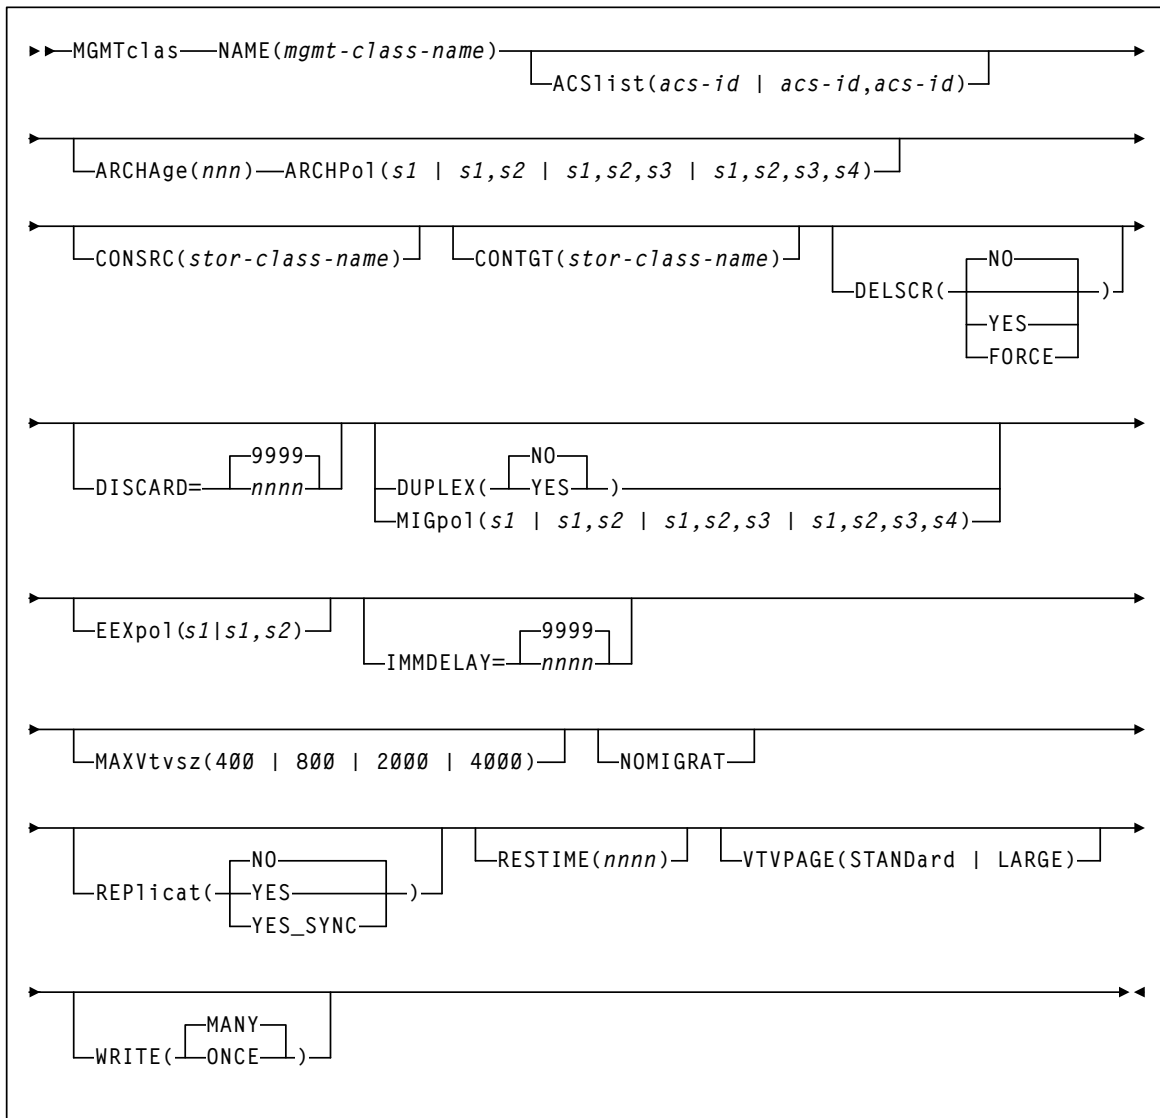 MGMTclas NAME(mgmt-class-name)
ACSlist(acs-id | acs-id,acs-id)
ARCHAge(nnn) ARCHPol(s1 | s1,s2 | s1,s2,s3 | s1,s2,s3,s4)
CONSRC(stor-class-name) CONTGT(stor-class-name)
DELSCR( NO
YES
FORCE )
DISCARD= 9999
nnnn
DUPLEX( NO
YES )
MIGpol(s1 | s1,s2 | s1,s2,s3 | s1,s2,s3,s4)
EEXpol(s1|s1,s2)
IMMDELAY= 9999
nnnn
MAXVtvsz(400 | 800 | 2000 | 4000) NOMIGRAT
REPlicat( NO
YES
YES_SYNC )
RESTIME(nnnn) VTVPAGE(STANDard | LARGE)
WRITE( MANY
ONCE )